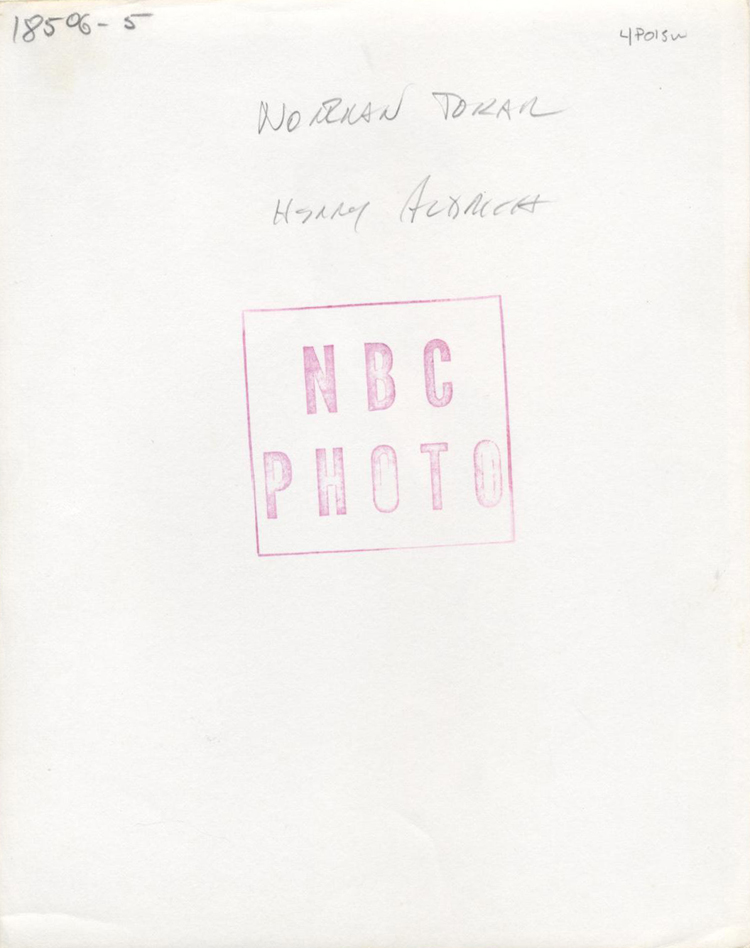 18506-5
NORMAN TOKAR
Henry ALDRICH
NBC
PHOTO